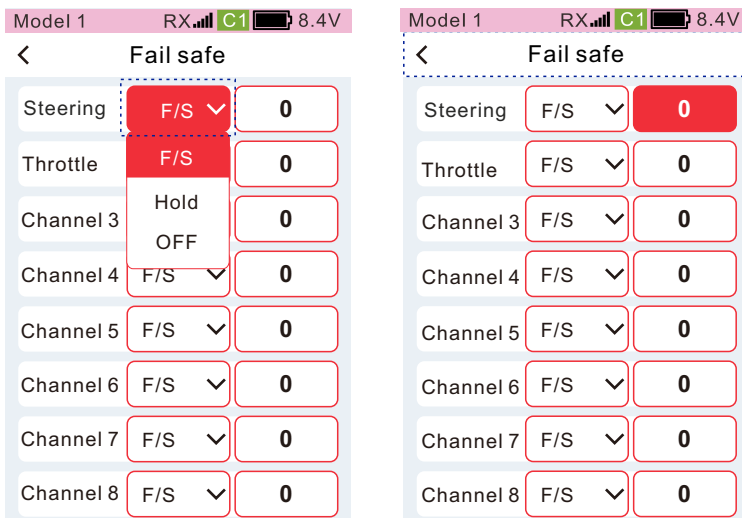 Model 1 RX C1 8.4V
< Fail safe
Steering F/S 0
Throttle F/S 0
Hold
Channel 3 0
OFF
Channel 4 F/S 0
Channel 5 F/S 0
Channel 6 F/S 0
Channel 7 F/S 0
Channel 8 F/S 0
Model 1 RX C1 8.4V
< Fail safe
Steering F/S 0
Throttle F/S 0
Channel 3 F/S 0
Channel 4 F/S 0
Channel 5 F/S 0
Channel 6 F/S 0
Channel 7 F/S 0
Channel 8 F/S 0